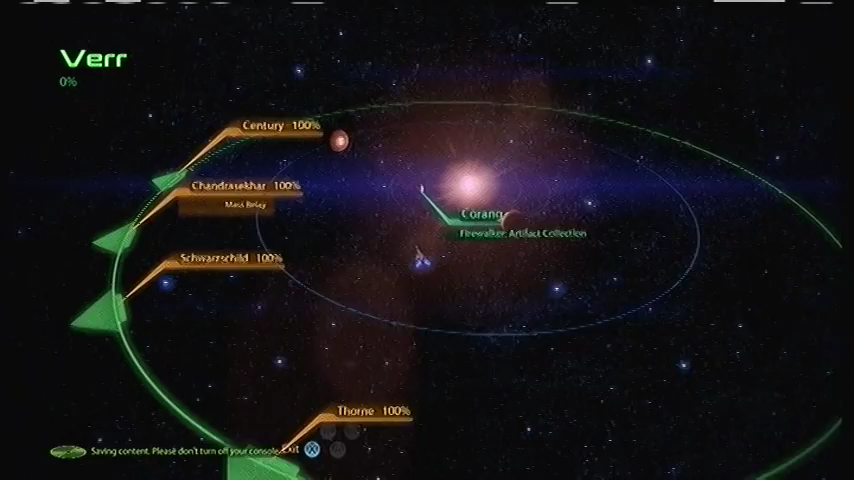 Verr
0%
Century 100%
Chandrasekhar 100%
Mass Relay
Schwarzschild 100%
Corang
Firewalker: Artifact Collection
Thorne 100%
Saving content. Please don't turn off your console.
Exit